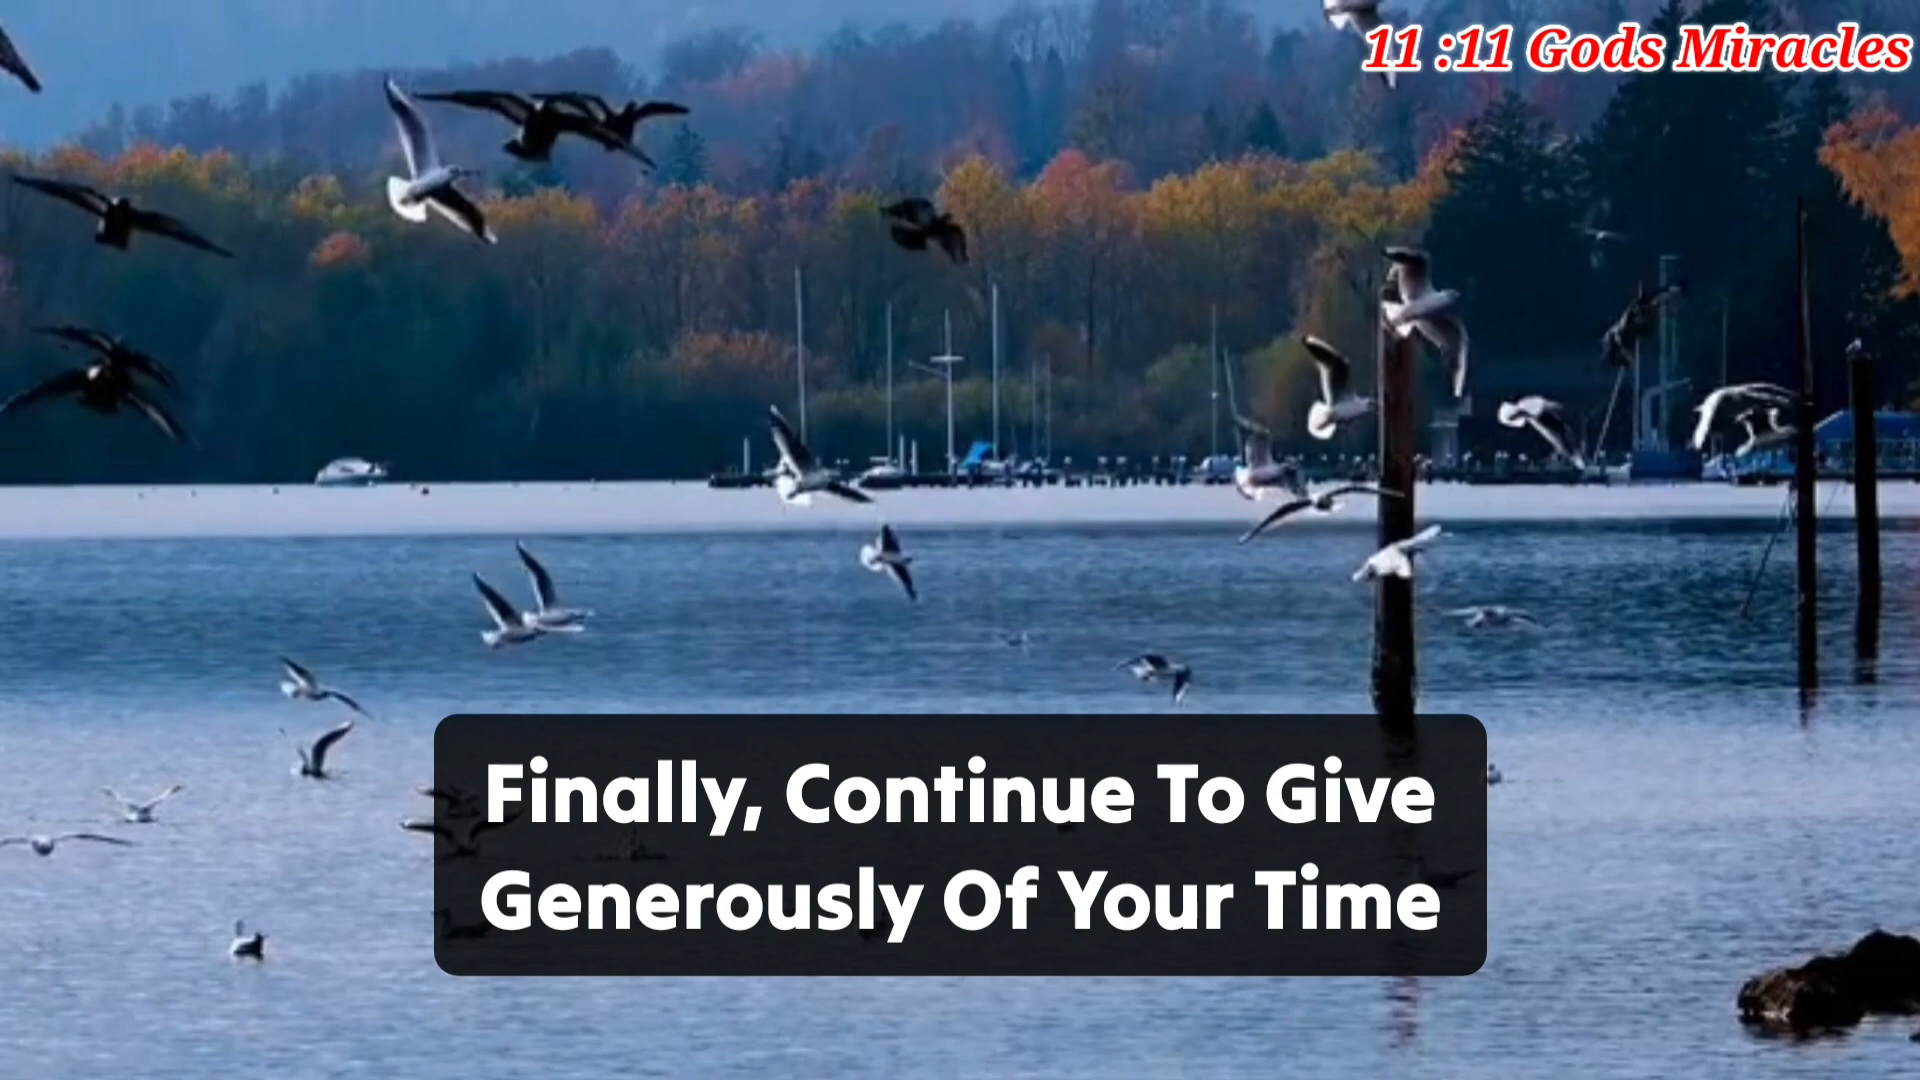 11 :11 Gods Miracles
Finally, Continue To Give
Generously Of Your Time